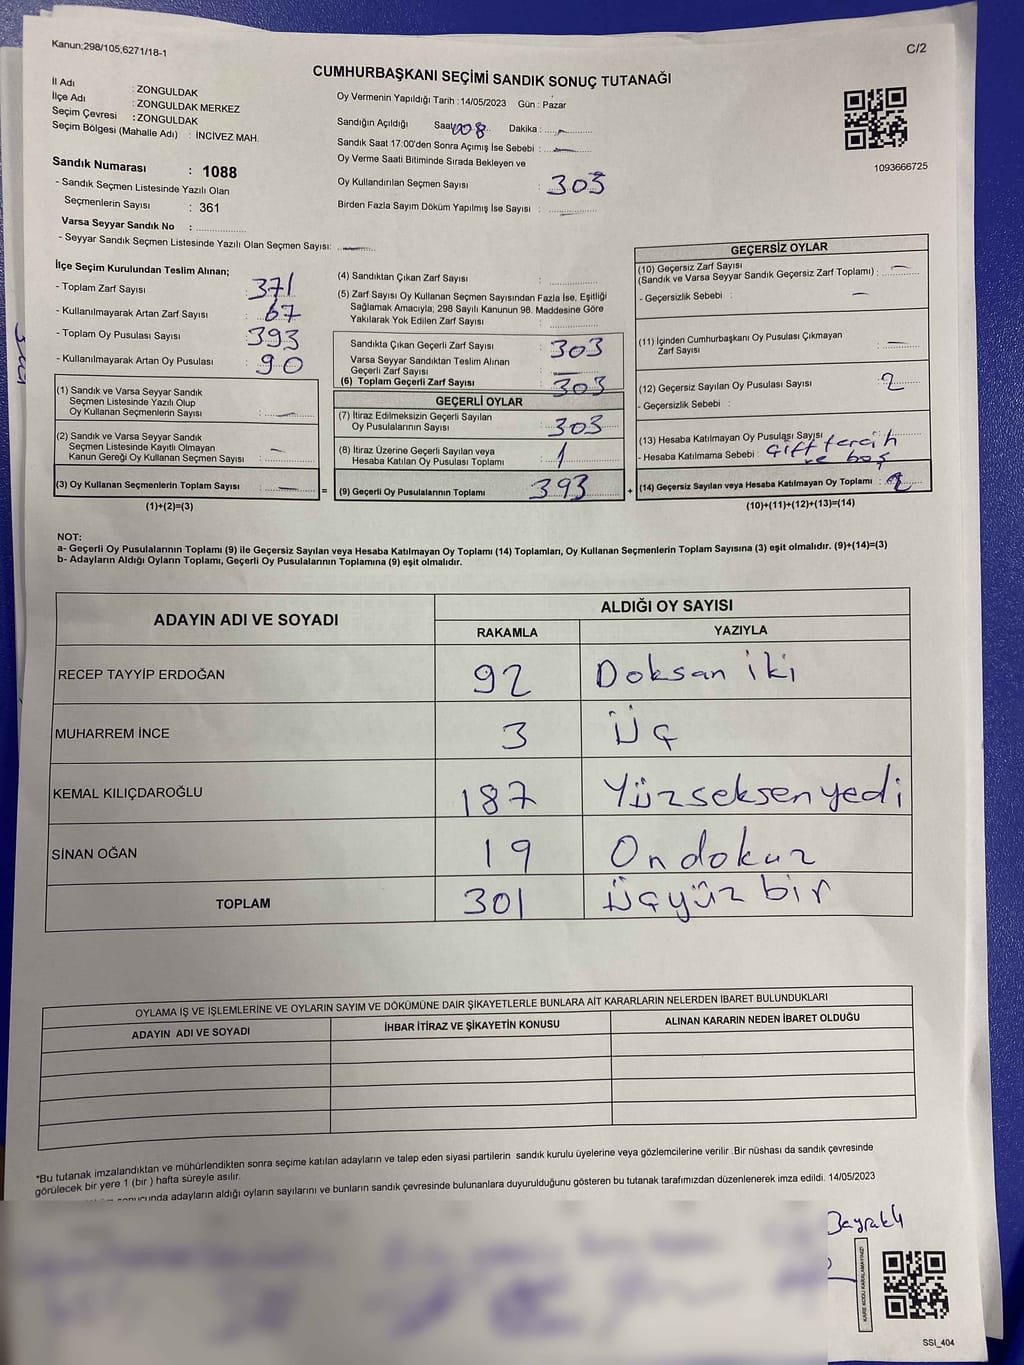 Kanun;298/105,6271/18-1
C/2
CUMHURBAŞKANI SEÇİMİ SANDIK SONUÇ TUTANAĞI
İl Adı : ZONGULDAK
İlçe Adı : ZONGULDAK MERKEZ
Seçim Çevresi : ZONGULDAK
Seçim Bölgesi (Mahalle Adı) : İNCİVEZ MAH.
Oy Vermenin Yapıldığı Tarih : 14/05/2023 Gün : Pazar
Sandığın Açıldığı Saat Dakika :
Sandık Saat 17:00'den Sonra Açımış İse Sebebi :
Oy Verme Saati Bitiminde Sırada Bekleyen ve
Oy Kullandırılan Seçmen Sayısı : 303
Birden Fazla Sayım Döküm Yapılmış İse Sayısı :
1093666725
Sandık Numarası : 1088
- Sandık Seçmen Listesinde Yazılı Olan
Seçmenlerin Sayısı : 361
Varsa Seyyar Sandık No :
- Seyyar Sandık Seçmen Listesinde Yazılı Olan Seçmen Sayısı:
İlçe Seçim Kurulundan Teslim Alınan;
- Toplam Zarf Sayısı : 371
- Kullanılmayarak Artan Zarf Sayısı : 67
- Toplam Oy Pusulası Sayısı : 393
- Kullanılmayarak Artan Oy Pusulası : 90
(1) Sandık ve Varsa Seyyar Sandık
Seçmen Listesinde Yazılı Olup
Oy Kullanan Seçmenlerin Sayısı :
(2) Sandık ve Varsa Seyyar Sandık
Seçmen Listesinde Kayıtlı Olmayan
Kanun Gereği Oy Kullanan Seçmen Sayısı :
(3) Oy Kullanan Seçmenlerin Toplam Sayısı :
(1)+(2)=(3)
(4) Sandıktan Çıkan Zarf Sayısı :
(5) Zarf Sayısı Oy Kullanan Seçmen Sayısından Fazla İse, Eşitliği
Sağlamak Amacıyla; 298 Sayılı Kanunun 98. Maddesine Göre
Yakılarak Yok Edilen Zarf Sayısı :
Sandıkta Çıkan Geçerli Zarf Sayısı : 303
Varsa Seyyar Sandıktan Teslim Alınan
Geçerli Zarf Sayısı :
(6) Toplam Geçerli Zarf Sayısı : 303
GEÇERLİ OYLAR
(7) İtiraz Edilmeksizin Geçerli Sayılan
Oy Pusulalarının Sayısı : 303
(8) İtiraz Üzerine Geçerli Sayılan veya
Hesaba Katılan Oy Pusulası Toplamı : 1
= (9) Geçerli Oy Pusulalarının Toplamı 393 +
GEÇERSİZ OYLAR
(10) Geçersiz Zarf Sayısı
(Sandık ve Varsa Seyyar Sandık Geçersiz Zarf Toplamı) :
- Geçersizlik Sebebi :
(11) İçinden Cumhurbaşkanı Oy Pusulası Çıkmayan
Zarf Sayısı :
(12) Geçersiz Sayılan Oy Pusulası Sayısı : 2
- Geçersizlik Sebebi :
(13) Hesaba Katılmayan Oy Pusulası Sayısı :
- Hesaba Katılmama Sebebi : Çift tercih
ve boş
(14) Geçersiz Sayılan veya Hesaba Katılmayan Oy Toplamı : 2
(10)+(11)+(12)+(13)=(14)
NOT:
a- Geçerli Oy Pusulalarının Toplamı (9) ile Geçersiz Sayılan veya Hesaba Katılmayan Oy Toplamı (14) Toplamları, Oy Kullanan Seçmenlerin Toplam Sayısına (3) eşit olmalıdır. (9)+(14)=(3)
b- Adayların Aldığı Oyların Toplamı, Geçerli Oy Pusulalarının Toplamına (9) eşit olmalıdır.
ADAYIN ADI VE SOYADI ALDIĞI OY SAYISI
RAKAMLA YAZIYLA
RECEP TAYYİP ERDOĞAN 92 Doksan iki
MUHARREM İNCE 3 Üç
KEMAL KILIÇDAROĞLU 187 Yüzseksenyedi
SİNAN OĞAN 19 Ondokuz
TOPLAM 301 Üçyüz bir
OYLAMA İŞ VE İŞLEMLERİNE VE OYLARIN SAYIM VE DÖKÜMÜNE DAİR ŞİKAYETLERLE BUNLARA AİT KARARLARIN NELERDEN İBARET BULUNDUKLARI
ADAYIN ADI VE SOYADI İHBAR İTİRAZ VE ŞİKAYETİN KONUSU ALINAN KARARIN NEDEN İBARET OLDUĞU
*Bu tutanak imzalandıktan ve mühürlendikten sonra seçime katılan adayların ve talep eden siyasi partilerin sandık kurulu üyelerine veya gözlemcilerine verilir. Bir nüshası da sandık çevresinde
görülecek bir yere 1 (bir ) hafta süreyle asılır.
sonucunda adayların aldığı oyların sayılarını ve bunların sandık çevresinde bulunanlara duyurulduğunu gösteren bu tutanak tarafımızdan düzenlenerek imza edildi. 14/05/2023
Bayraklı
KARE KODU KARALAMAYINIZ!
SSI_404